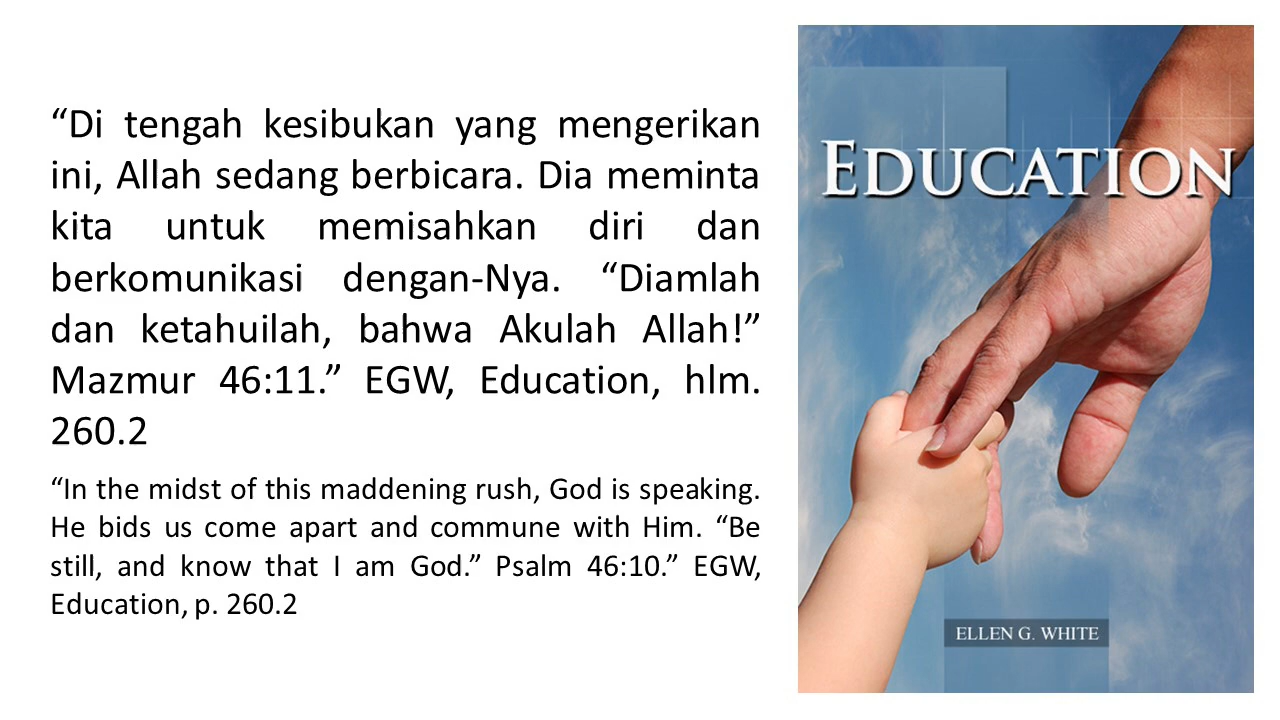 “Di tengah kesibukan yang mengerikan
ini, Allah sedang berbicara. Dia meminta
kita untuk memisahkan diri dan
berkomunikasi dengan-Nya. “Diamlah
dan ketahuilah, bahwa Akulah Allah!”
Mazmur 46:11.” EGW, Education, hlm.
260.2
“In the midst of this maddening rush, God is speaking.
He bids us come apart and commune with Him. “Be
still, and know that I am God.” Psalm 46:10.” EGW,
Education, p. 260.2
EDUCATION
ELLEN G. WHITE